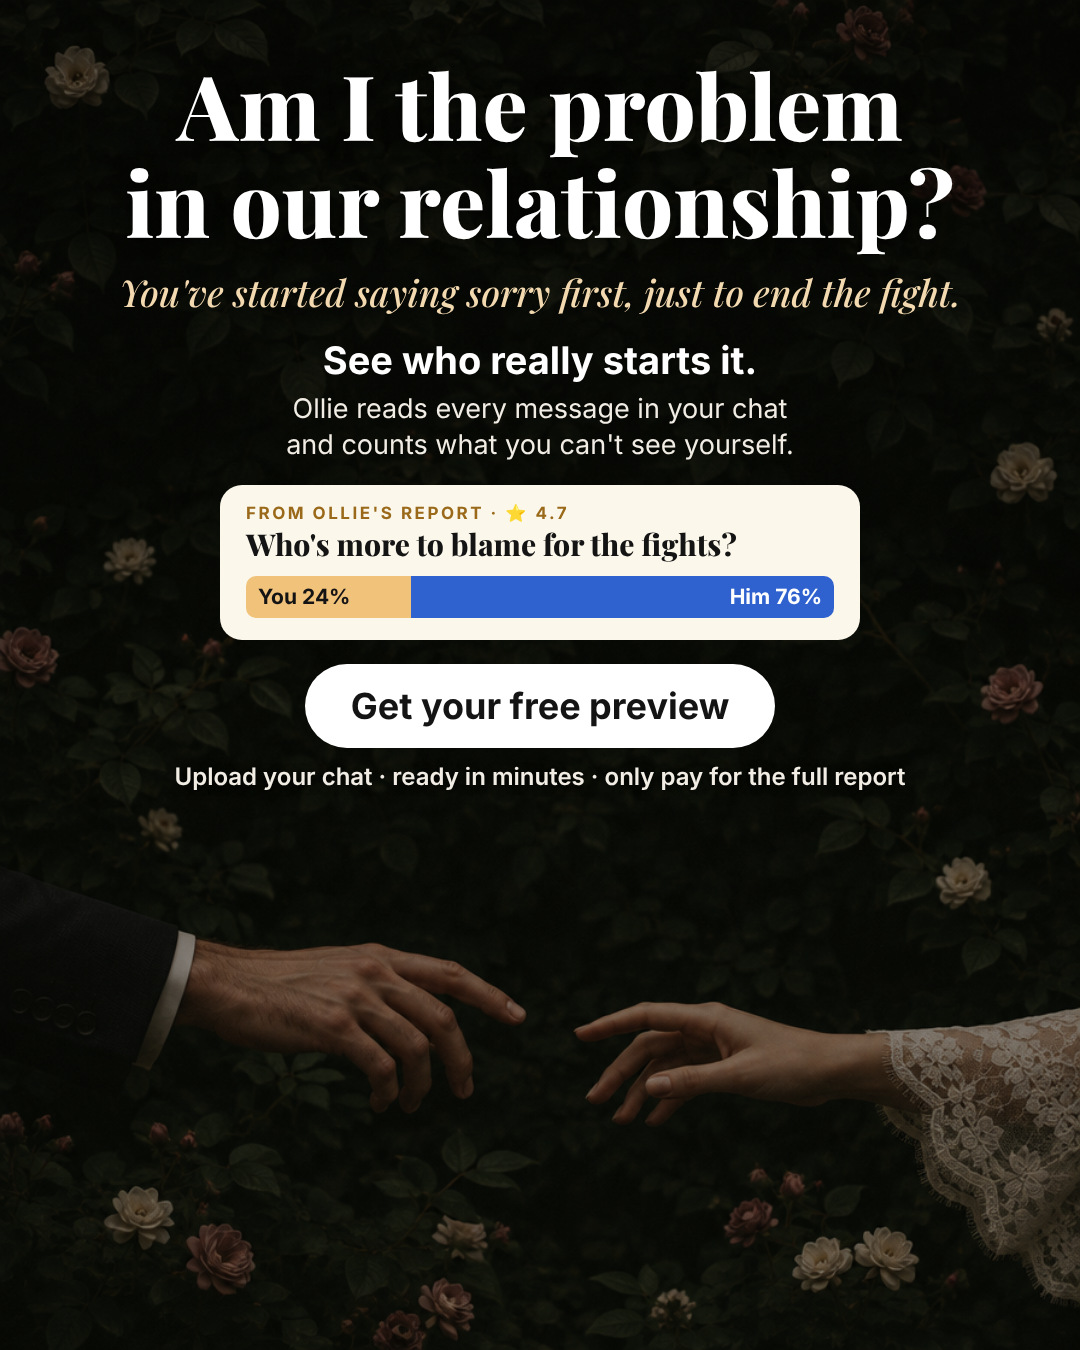 Am I the problem
in our relationship?
You've started saying sorry first, just to end the fight.
See who really starts it.
Ollie reads every message in your chat
and counts what you can't see yourself.
FROM OLLIE'S REPORT · ⭐ 4.7
Who's more to blame for the fights?
You 24% Him 76%
Get your free preview
Upload your chat · ready in minutes · only pay for the full report